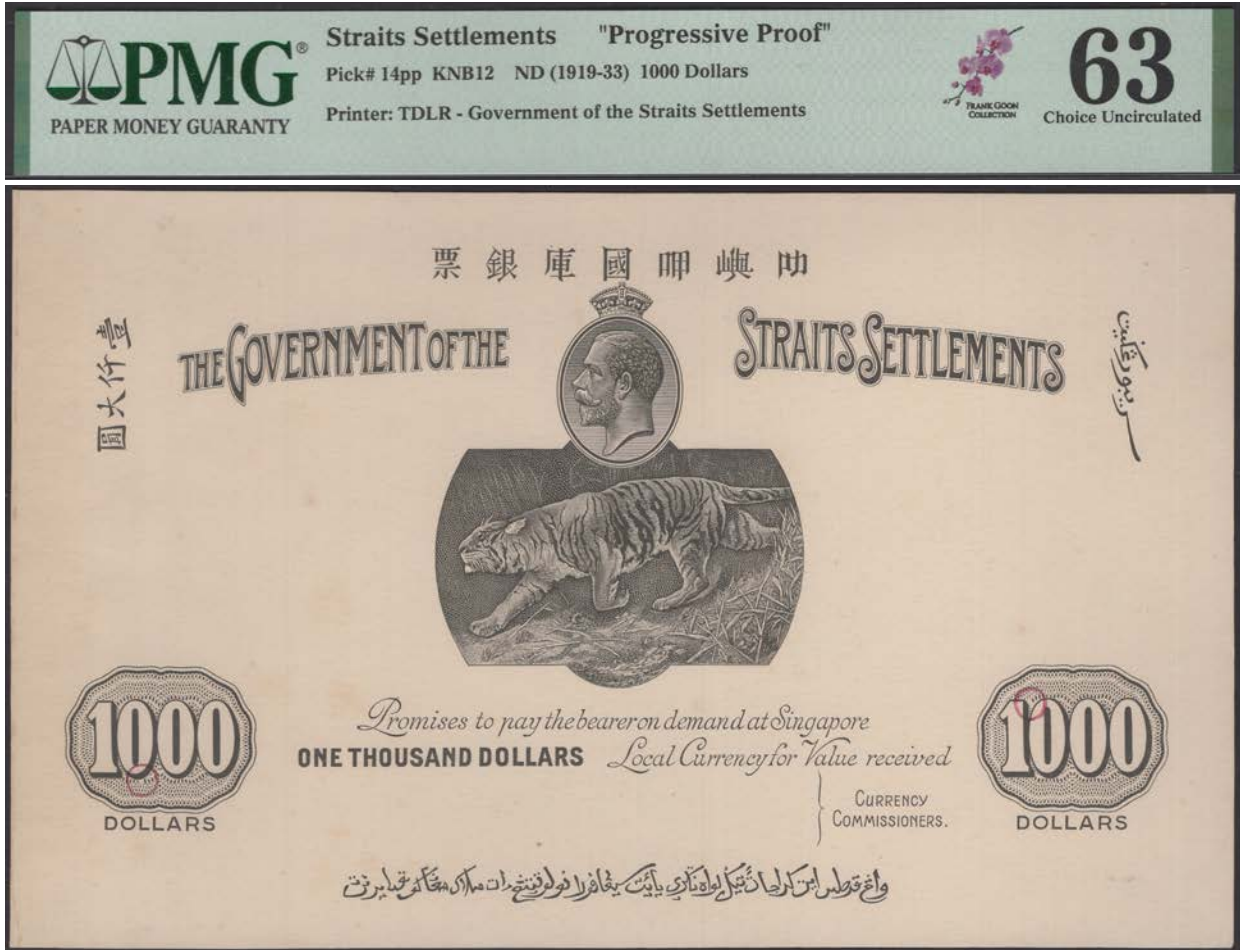 PMG®
PAPER MONEY GUARANTY
Straits Settlements "Progressive Proof"
Pick# 14pp KNB12 ND (1919-33) 1000 Dollars
Printer: TDLR - Government of the Straits Settlements
FRANK GOON
COLLECTION
63
Choice Uncirculated
叻嶼呷國庫銀票
壹仟大圓
THE GOVERNMENT OF THE STRAITS SETTLEMENTS
سريبو رڠڬيت
1000
DOLLARS
Promises to pay the bearer on demand at Singapore
ONE THOUSAND DOLLARS Local Currency for Value received
CURRENCY
COMMISSIONERS.
1000
DOLLARS